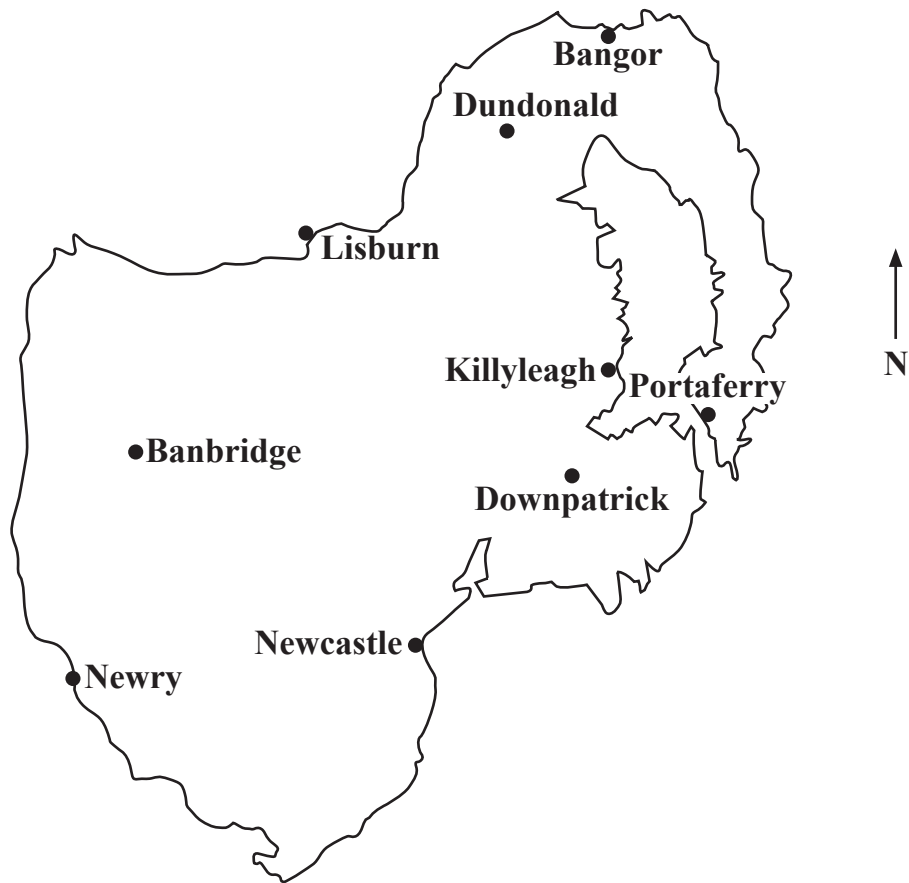 Bangor
Dundonald
Lisburn
N
Killyleagh
Portaferry
Banbridge
Downpatrick
Newcastle
Newry